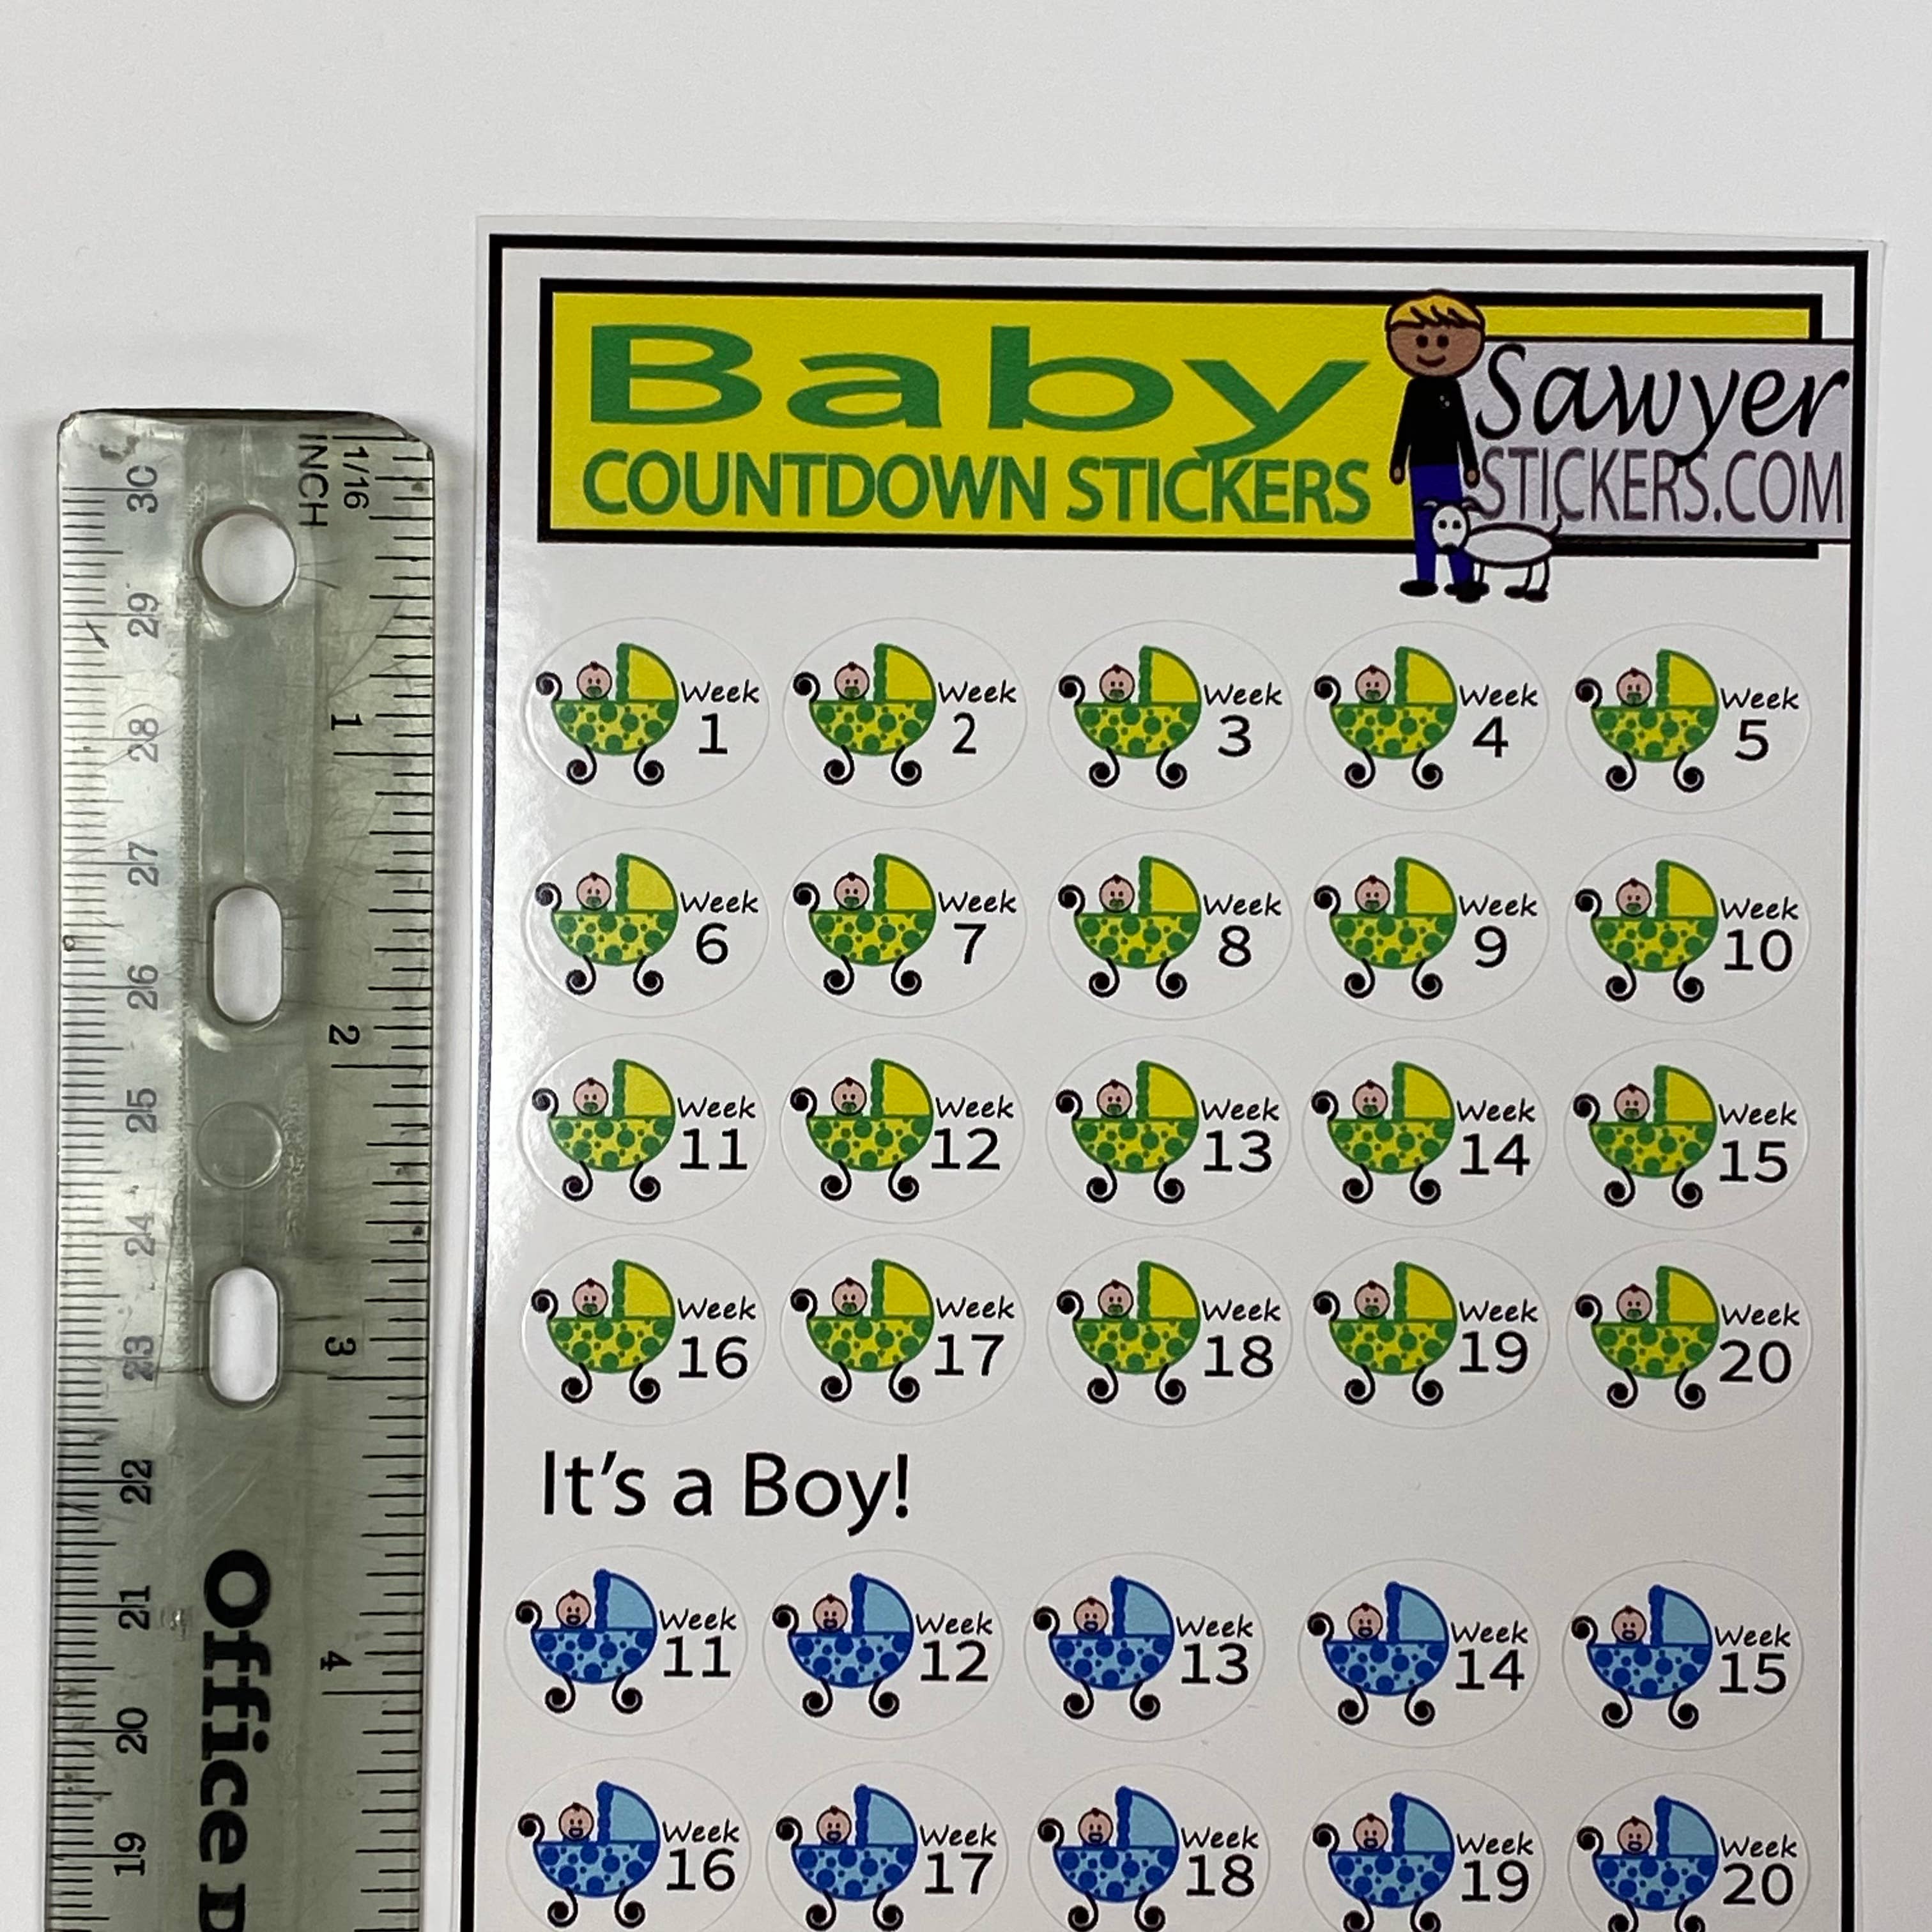 Baby
COUNTDOWN STICKERS
Sawyer
STICKERS.COM
Week 1
Week 2
Week 3
Week 4
Week 5
Week 6
Week 7
Week 8
Week 9
Week 10
Week 11
Week 12
Week 13
Week 14
Week 15
Week 16
Week 17
Week 18
Week 19
Week 20
It's a Boy!
Week 11
Week 12
Week 13
Week 14
Week 15
Week 16
Week 17
Week 18
Week 19
Week 20
1/16
INCH
1
2
3
4
30
29
28
27
26
25
24
23
22
21
20
19
Office